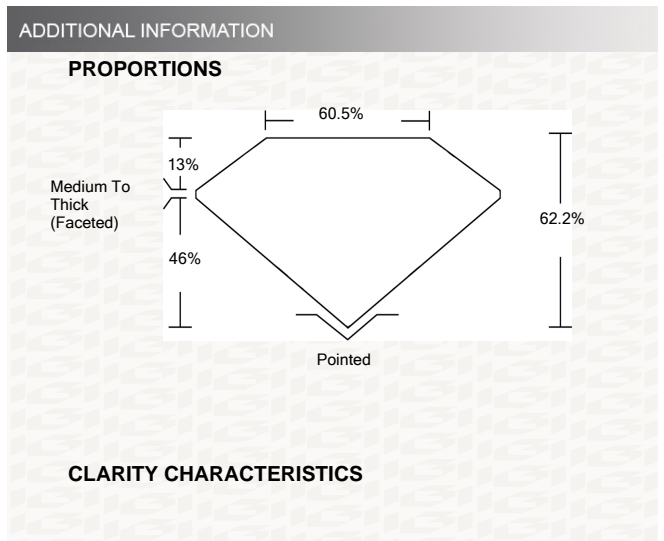 ADDITIONAL INFORMATION
PROPORTIONS
60.5%
13%
Medium To
Thick
(Faceted)
62.2%
46%
Pointed
CLARITY CHARACTERISTICS